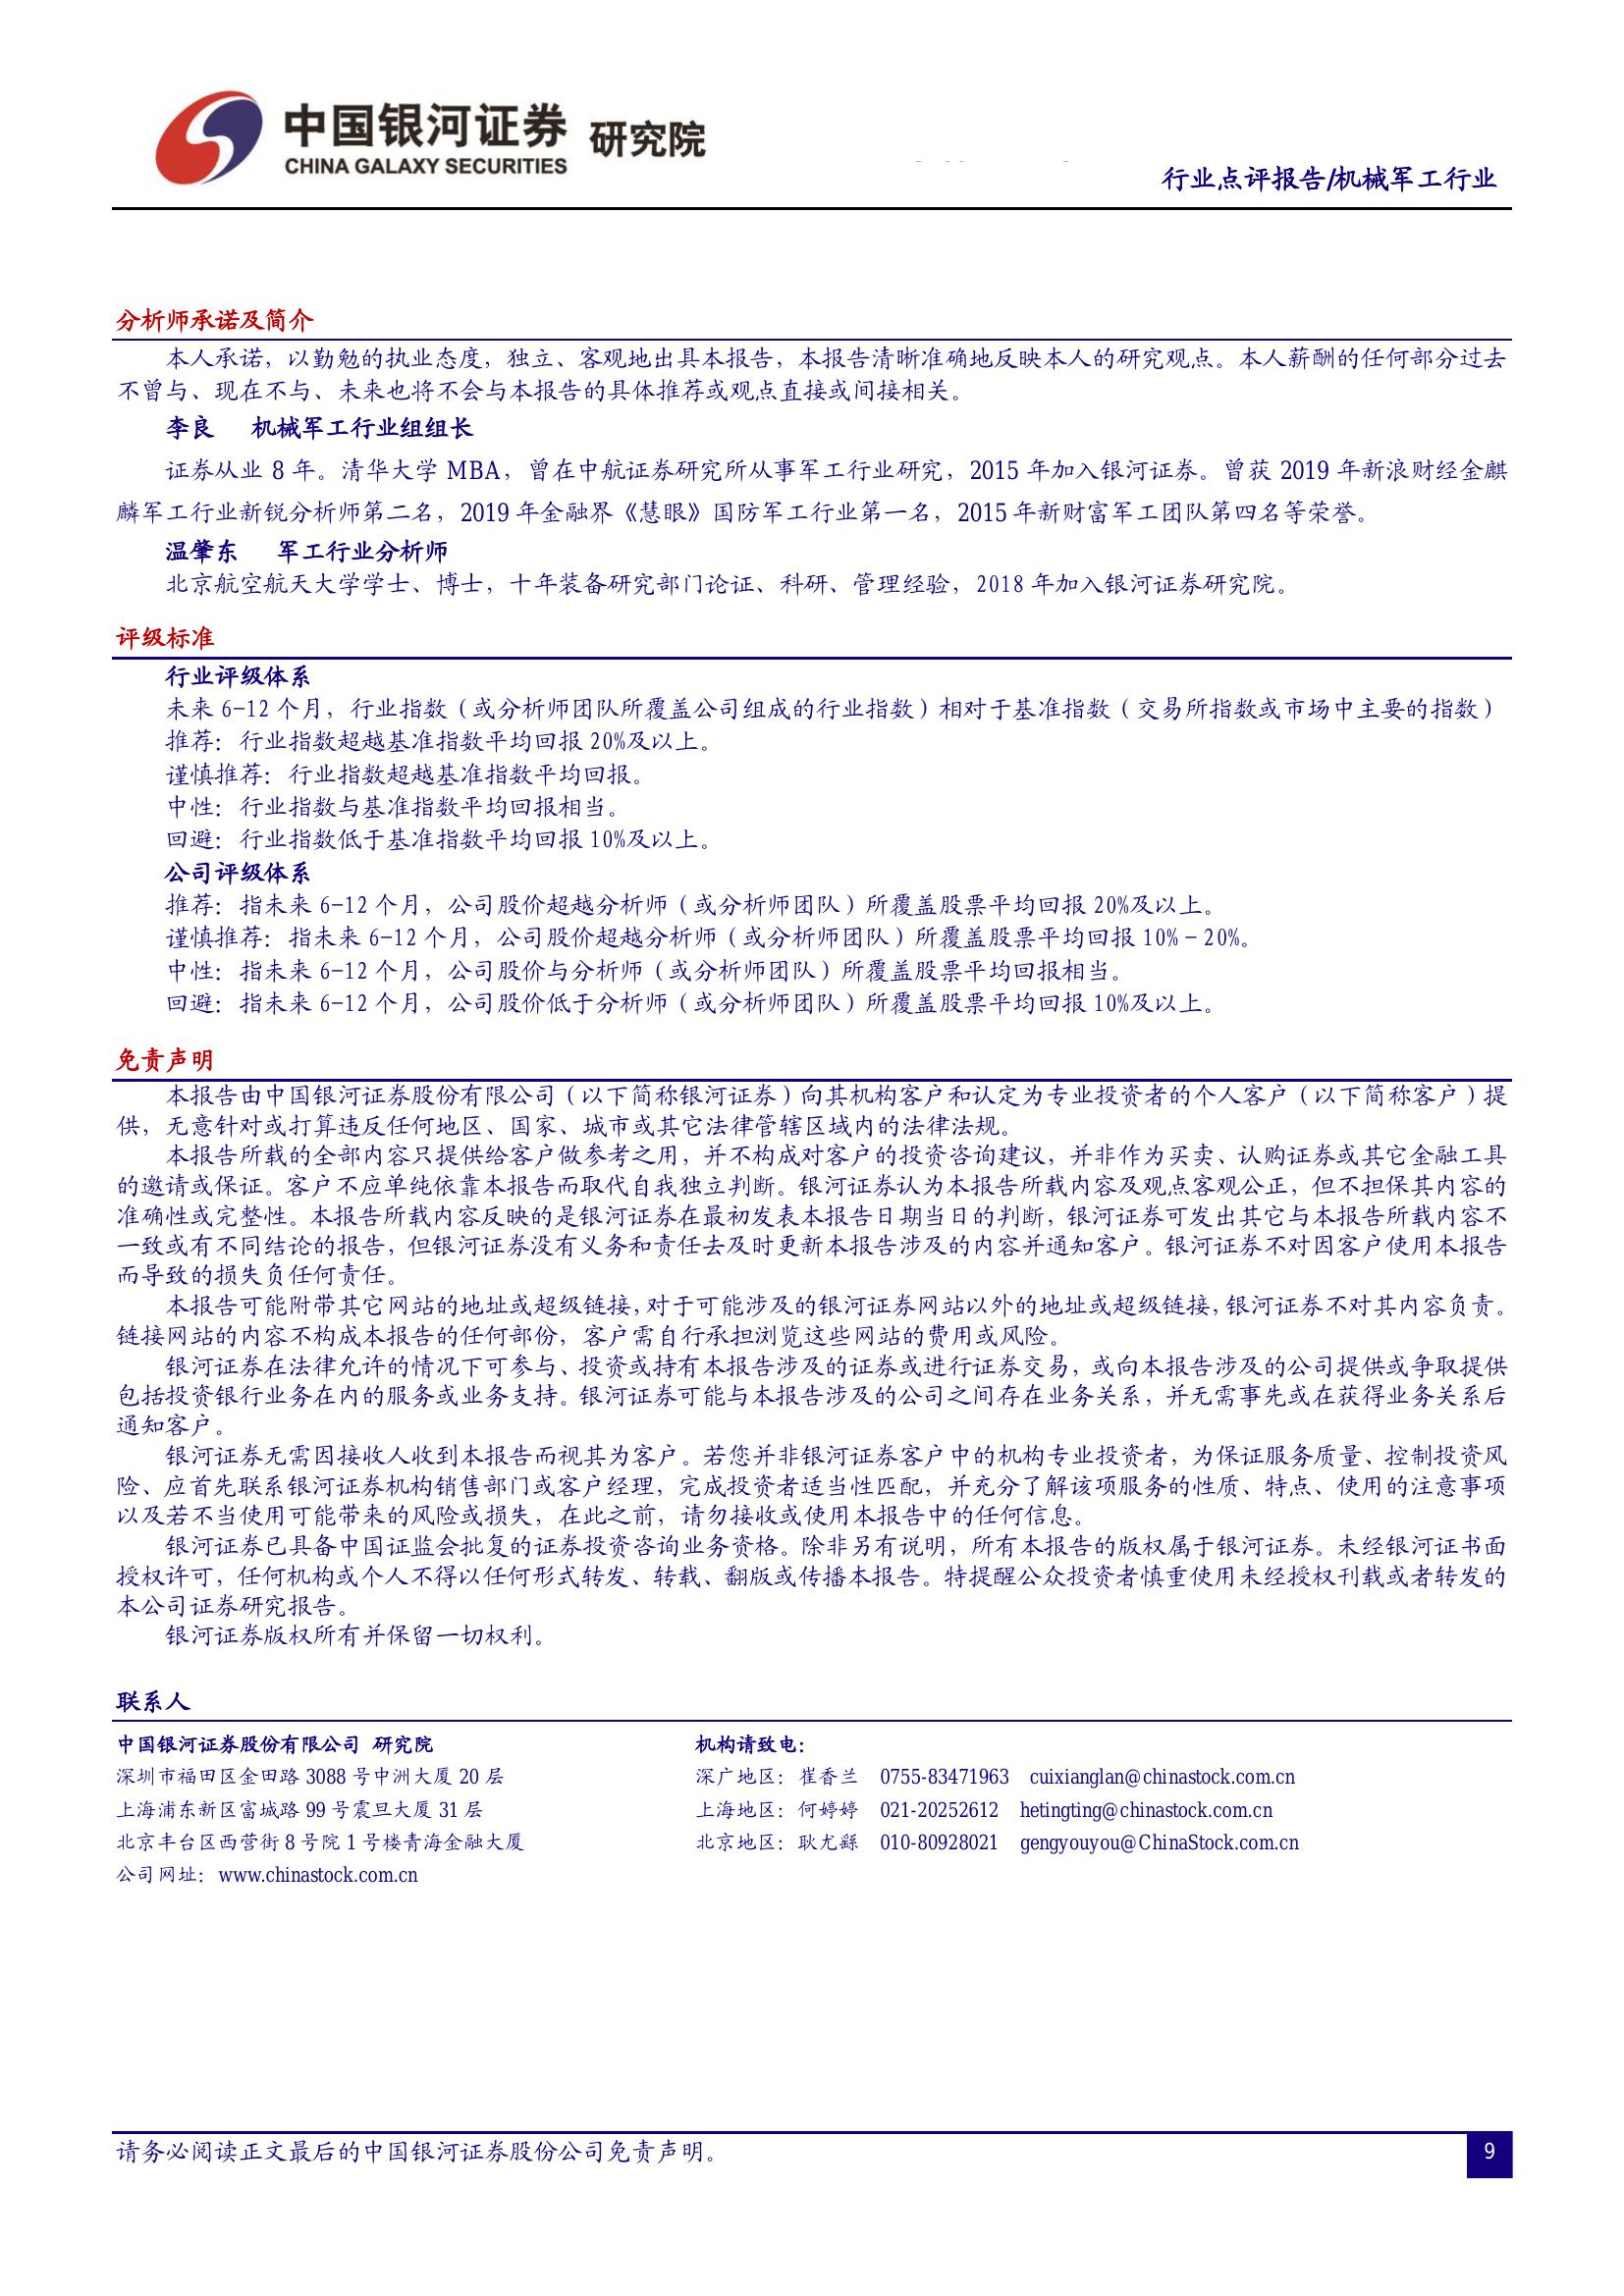 中国银河证券 研究院
CHINA GALAXY SECURITIES
行业点评报告/机械军工行业
分析师承诺及简介
本人承诺，以勤勉的执业态度，独立、客观地出具本报告，本报告清晰准确地反映本人的研究观点。本人薪酬的任何部分过去
不曾与、现在不与、未来也将不会与本报告的具体推荐或观点直接或间接相关。
李良 机械军工行业组组长
证券从业 8 年。清华大学 MBA，曾在中航证券研究所从事军工行业研究，2015 年加入银河证券。曾获 2019 年新浪财经金麒
麟军工行业新锐分析师第二名，2019 年金融界《慧眼》国防军工行业第一名，2015 年新财富军工团队第四名等荣誉。
温肇东 军工行业分析师
北京航空航天大学学士、博士，十年装备研究部门论证、科研、管理经验，2018 年加入银河证券研究院。
评级标准
行业评级体系
未来 6-12 个月，行业指数（或分析师团队所覆盖公司组成的行业指数）相对于基准指数（交易所指数或市场中主要的指数）
推荐：行业指数超越基准指数平均回报 20%及以上。
谨慎推荐：行业指数超越基准指数平均回报。
中性：行业指数与基准指数平均回报相当。
回避：行业指数低于基准指数平均回报 10%及以上。
公司评级体系
推荐：指未来 6-12 个月，公司股价超越分析师（或分析师团队）所覆盖股票平均回报 20%及以上。
谨慎推荐：指未来 6-12 个月，公司股价超越分析师（或分析师团队）所覆盖股票平均回报 10%－20%。
中性：指未来 6-12 个月，公司股价与分析师（或分析师团队）所覆盖股票平均回报相当。
回避：指未来 6-12 个月，公司股价低于分析师（或分析师团队）所覆盖股票平均回报 10%及以上。
免责声明
本报告由中国银河证券股份有限公司（以下简称银河证券）向其机构客户和认定为专业投资者的个人客户（以下简称客户）提
供，无意针对或打算违反任何地区、国家、城市或其它法律管辖区域内的法律法规。
本报告所载的全部内容只提供给客户做参考之用，并不构成对客户的投资咨询建议，并非作为买卖、认购证券或其它金融工具
的邀请或保证。客户不应单纯依靠本报告而取代自我独立判断。银河证券认为本报告所载内容及观点客观公正，但不担保其内容的
准确性或完整性。本报告所载内容反映的是银河证券在最初发表本报告日期当日的判断，银河证券可发出其它与本报告所载内容不
一致或有不同结论的报告，但银河证券没有义务和责任去及时更新本报告涉及的内容并通知客户。银河证券不对因客户使用本报告
而导致的损失负任何责任。
本报告可能附带其它网站的地址或超级链接，对于可能涉及的银河证券网站以外的地址或超级链接，银河证券不对其内容负责。
链接网站的内容不构成本报告的任何部份，客户需自行承担浏览这些网站的费用或风险。
银河证券在法律允许的情况下可参与、投资或持有本报告涉及的证券或进行证券交易，或向本报告涉及的公司提供或争取提供
包括投资银行业务在内的服务或业务支持。银河证券可能与本报告涉及的公司之间存在业务关系，并无需事先或在获得业务关系后
通知客户。
银河证券无需因接收人收到本报告而视其为客户。若您并非银河证券客户中的机构专业投资者，为保证服务质量、控制投资风
险、应首先联系银河证券机构销售部门或客户经理，完成投资者适当性匹配，并充分了解该项服务的性质、特点、使用的注意事项
以及若不当使用可能带来的风险或损失，在此之前，请勿接收或使用本报告中的任何信息。
银河证券已具备中国证监会批复的证券投资咨询业务资格。除非另有说明，所有本报告的版权属于银河证券。未经银河证书面
授权许可，任何机构或个人不得以任何形式转发、转载、翻版或传播本报告。特提醒公众投资者慎重使用未经授权刊载或者转发的
本公司证券研究报告。
银河证券版权所有并保留一切权利。
联系人
中国银河证券股份有限公司 研究院 机构请致电：
深圳市福田区金田路 3088 号中洲大厦 20 层 深广地区：崔香兰 0755-83471963 cuixianglan@chinastock.com.cn
上海浦东新区富城路 99 号震旦大厦 31 层 上海地区：何婷婷 021-20252612 hetingting@chinastock.com.cn
北京丰台区西营街 8 号院 1 号楼青海金融大厦 北京地区：耿尤繇 010-80928021 gengyouyou@ChinaStock.com.cn
公司网址：www.chinastock.com.cn
请务必阅读正文最后的中国银河证券股份公司免责声明。
9